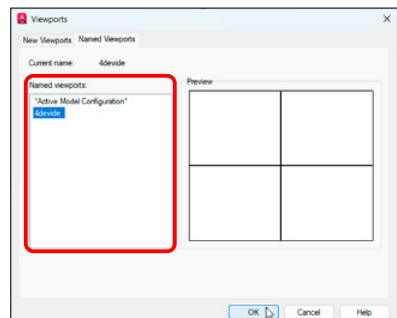 Viewports
New Viewports Named Viewports
Current name: 4devide
Named viewports:
Preview
*Active Model Configuration*
4devide
OK Cancel Help